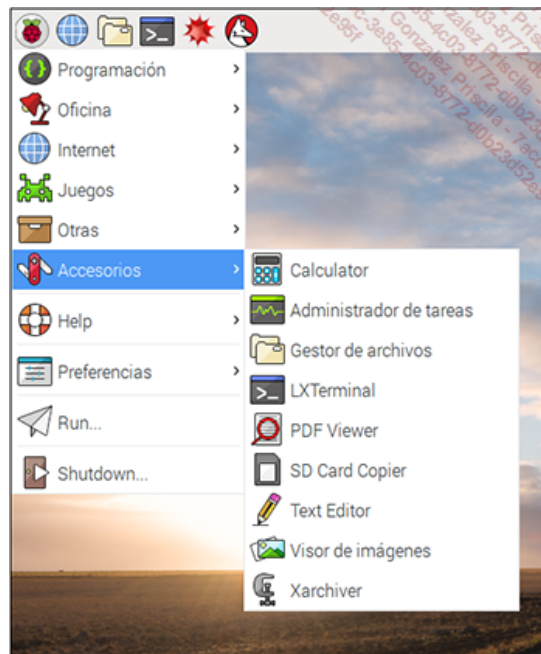 Programación
Oficina
Internet
Juegos
Otras
Accesorios
Help
Preferencias
Run...
Shutdown...
Calculator
Administrador de tareas
Gestor de archivos
LXTerminal
PDF Viewer
SD Card Copier
Text Editor
Visor de imágenes
Xarchiver